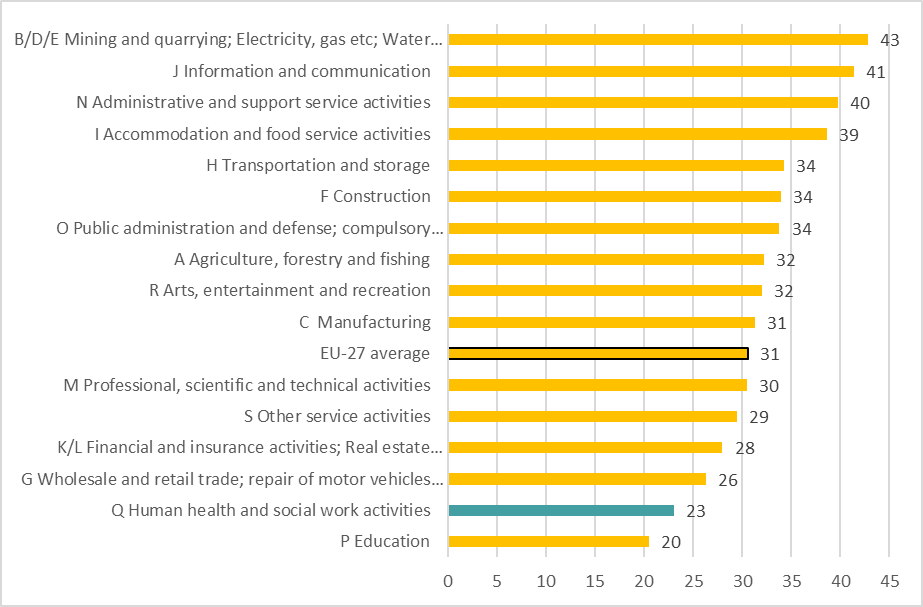 B/D/E Mining and quarrying; Electricity, gas etc; Water... 43
J Information and communication 41
N Administrative and support service activities 40
I Accommodation and food service activities 39
H Transportation and storage 34
F Construction 34
O Public administration and defense; compulsory... 34
A Agriculture, forestry and fishing 32
R Arts, entertainment and recreation 32
C Manufacturing 31
EU-27 average 31
M Professional, scientific and technical activities 30
S Other service activities 29
K/L Financial and insurance activities; Real estate... 28
G Wholesale and retail trade; repair of motor vehicles... 26
Q Human health and social work activities 23
P Education 20
0 5 10 15 20 25 30 35 40 45